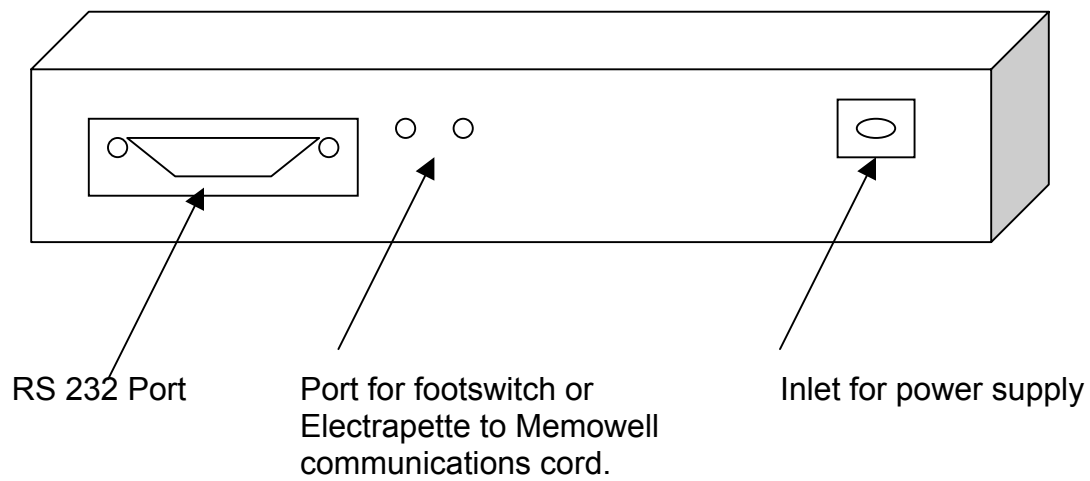 RS 232 Port
Port for footswitch or
Electrapette to Memowell
communications cord.
Inlet for power supply